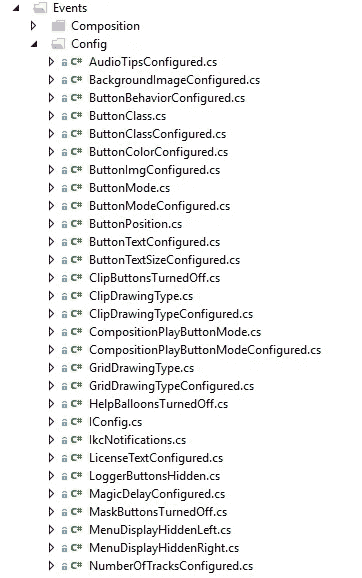 Events
Composition
Config
C# AudioTipsConfigured.cs
C# BackgroundImageConfigured.cs
C# ButtonBehaviorConfigured.cs
C# ButtonClass.cs
C# ButtonClassConfigured.cs
C# ButtonColorConfigured.cs
C# ButtonImgConfigured.cs
C# ButtonMode.cs
C# ButtonModeConfigured.cs
C# ButtonPosition.cs
C# ButtonTextConfigured.cs
C# ButtonTextSizeConfigured.cs
C# ClipButtonsTurnedOff.cs
C# ClipDrawingType.cs
C# ClipDrawingTypeConfigured.cs
C# CompositionPlayButtonMode.cs
C# CompositionPlayButtonModeConfigured.cs
C# GridDrawingType.cs
C# GridDrawingTypeConfigured.cs
C# HelpBalloonsTurnedOff.cs
C# IConfig.cs
C# IkcNotifications.cs
C# LicenseTextConfigured.cs
C# LoggerButtonsHidden.cs
C# MagicDelayConfigured.cs
C# MaskButtonsTurnedOff.cs
C# MenuDisplayHiddenLeft.cs
C# MenuDisplayHiddenRight.cs
C# NumberOfTracksConfigured.cs